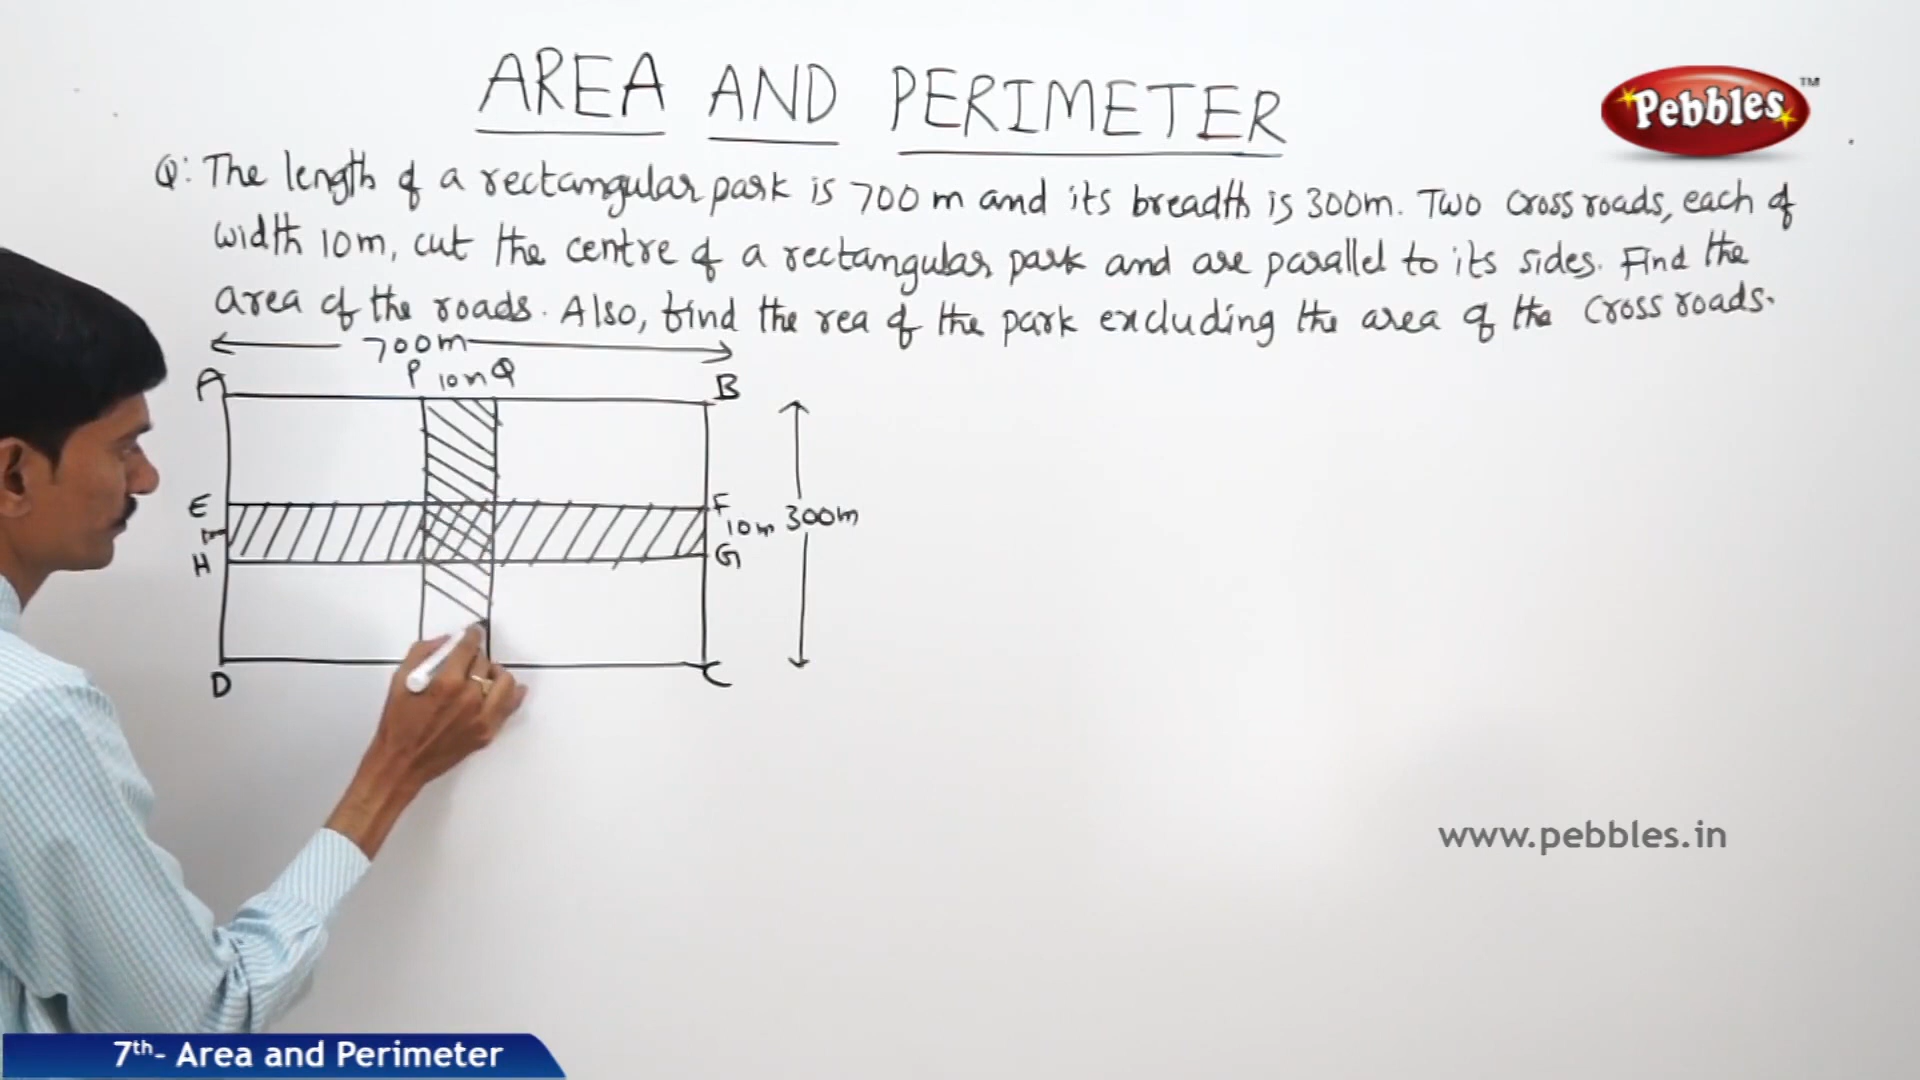 AREA AND PERIMETER
Pebbles™
Q: The length of a rectangular park is 700 m and its breadth is 300m. Two Cross roads, each of
width 10m, cut the centre of a rectangular park and are parallel to its sides. Find the
area of the roads. Also, find the rea of the park excluding the area of the Cross roads.
700m
A P 10m Q B
E F
10m 300m
H G
D C
www.pebbles.in
7th- Area and Perimeter